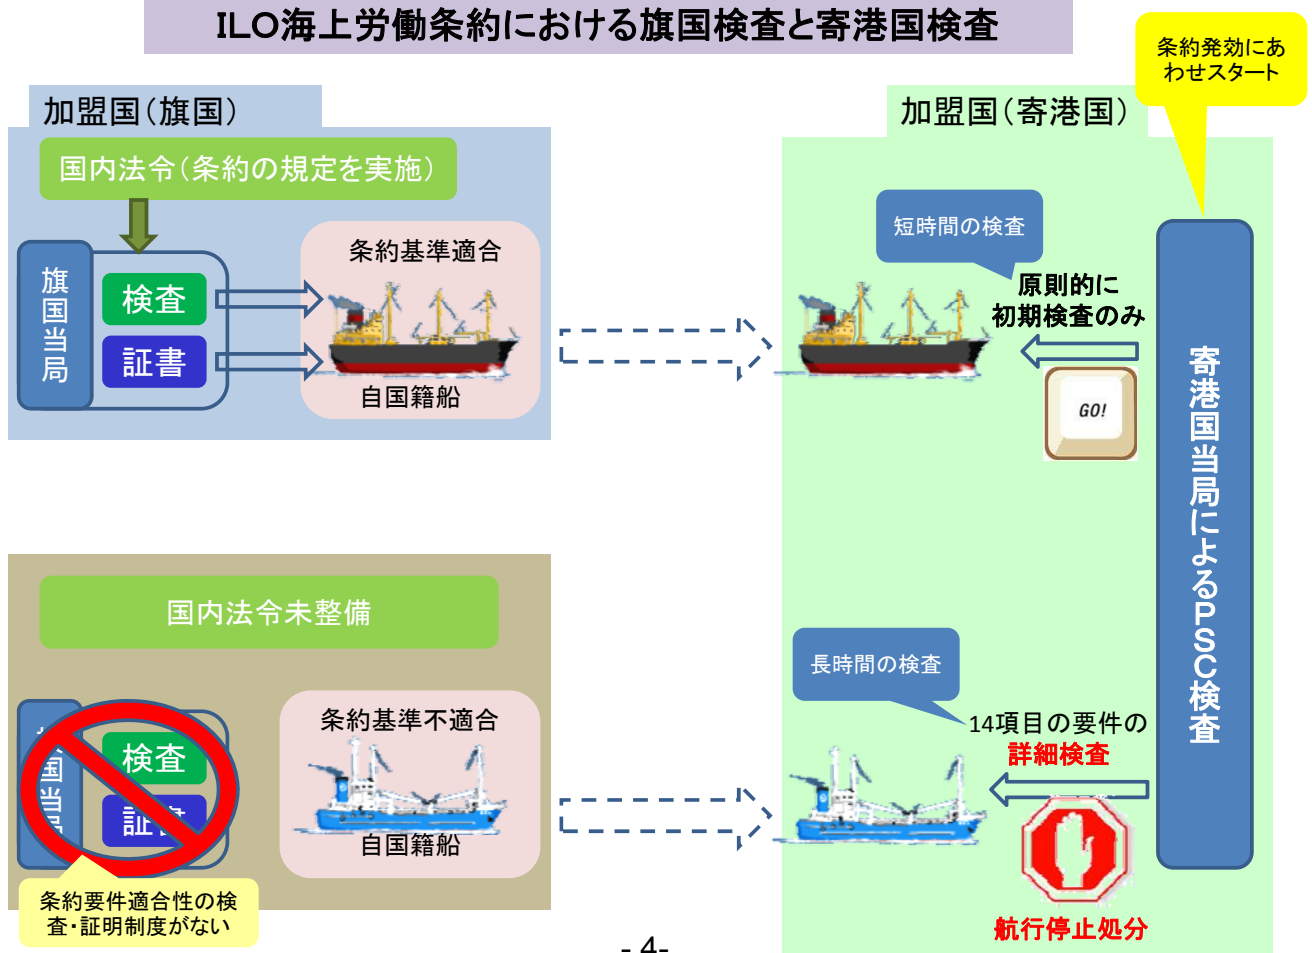 ILO海上労働条約における旗国検査と寄港国検査
条約発効にあ
わせスタート
加盟国(旗国)
国内法令(条約の規定を実施)
旗国当局
検査
証書
条約基準適合
自国籍船
加盟国(寄港国)
短時間の検査
原則的に
初期検査のみ
GO!
寄港国当局によるPSC検査
国内法令未整備
国当局
検査
証書
条約基準不適合
自国籍船
条約要件適合性の検
査・証明制度がない
長時間の検査
14項目の要件の
詳細検査
航行停止処分
- 4-